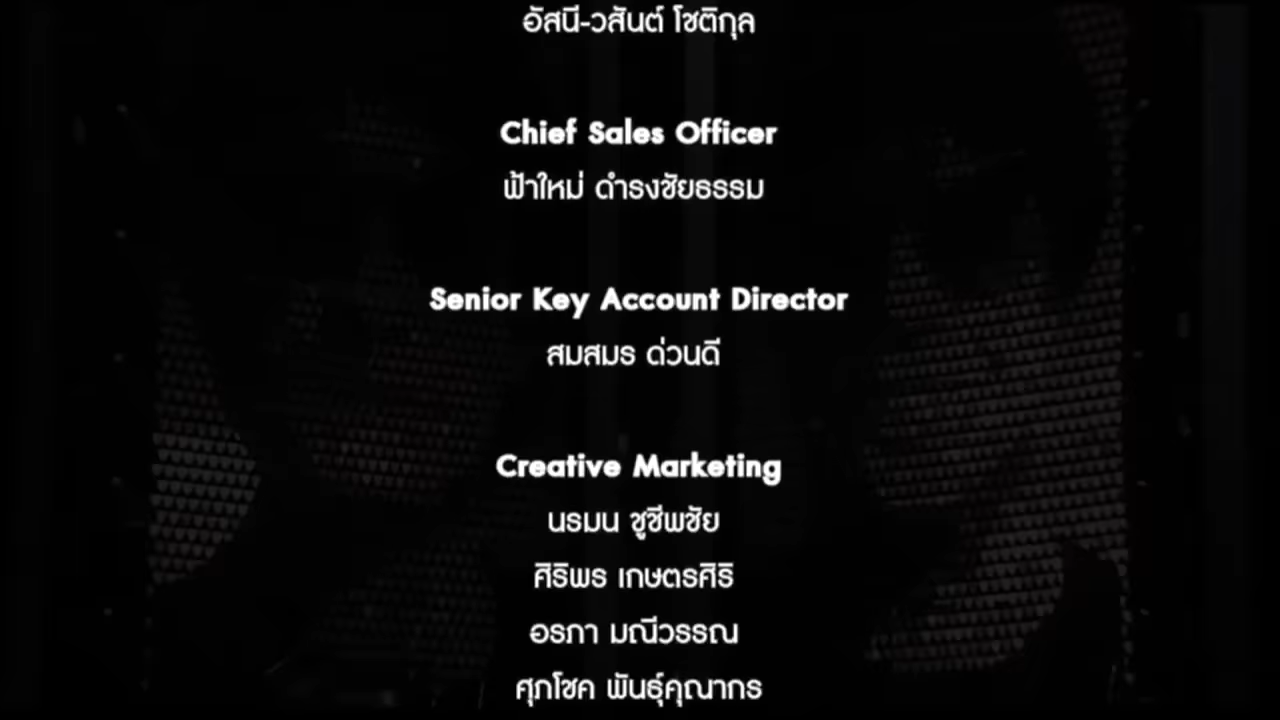 อัสนี-วสันต์ โชติกุล
Chief Sales Officer
ฟ้าใหม่ ดำรงชัยธรรม
Senior Key Account Director
สมสมร ด่วนดี
Creative Marketing
นรมน ชูชีพชัย
ศิริพร เกษตรศิริ
อรภา มณีวรรณ
ศุภโชค พันธุ์คุณากร